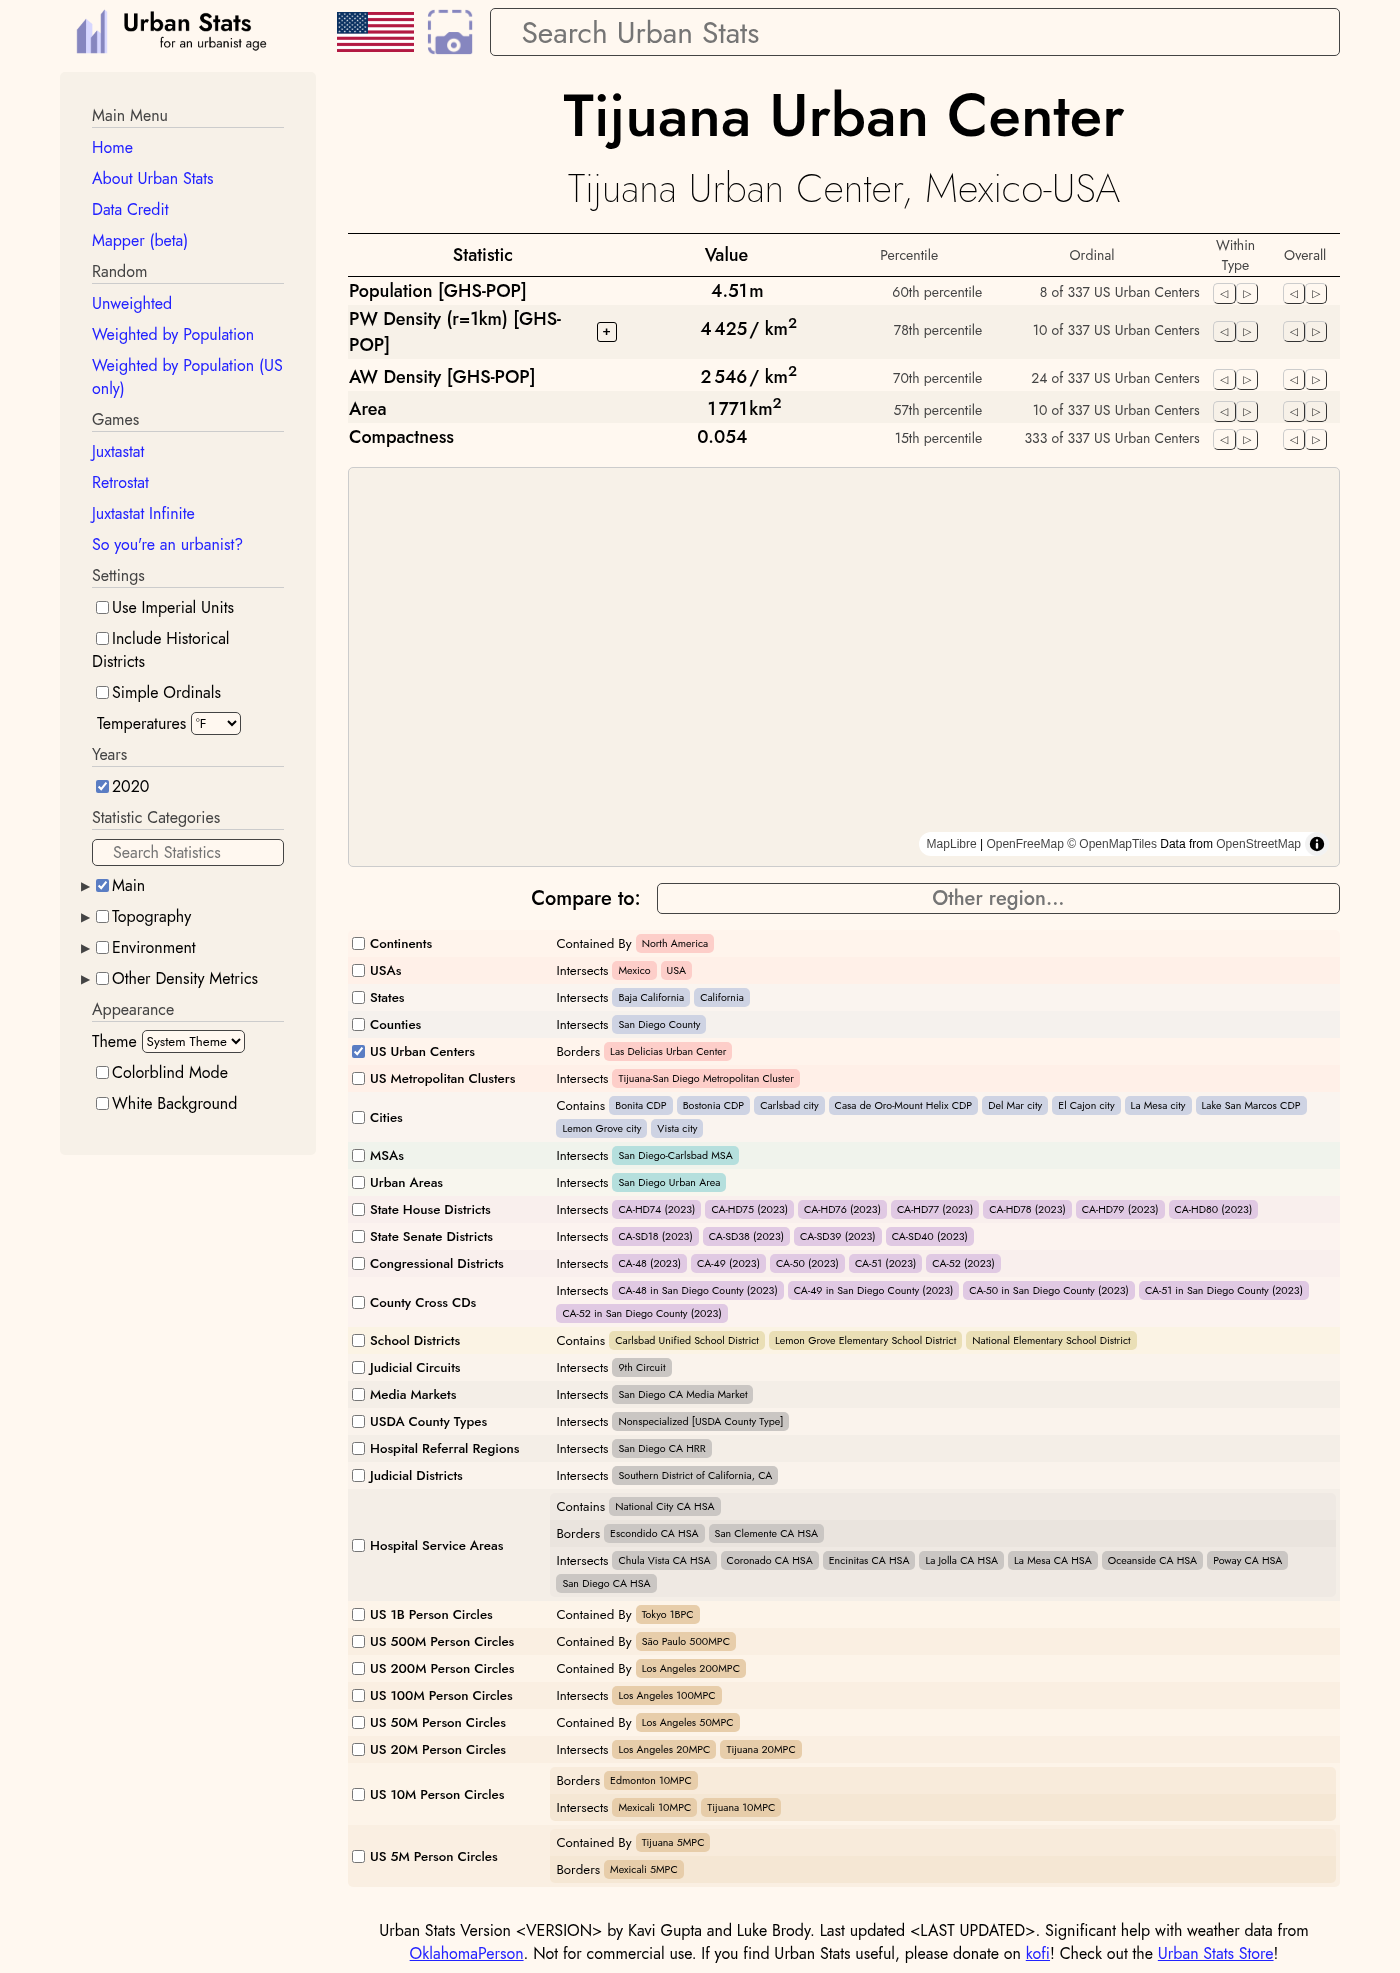 Urban Stats
for an urbanist age
Search Urban Stats
Main Menu
Home
About Urban Stats
Data Credit
Mapper (beta)
Random
Unweighted
Weighted by Population
Weighted by Population (US
only)
Games
Juxtastat
Retrostat
Juxtastat Infinite
So you're an urbanist?
Settings
Use Imperial Units
Include Historical
Districts
Simple Ordinals
Temperatures °F
Years
2020
Statistic Categories
Search Statistics
Main
Topography
Environment
Other Density Metrics
Appearance
Theme System Theme
Colorblind Mode
White Background
Tijuana Urban Center
Tijuana Urban Center, Mexico-USA
Statistic Value Percentile Ordinal Within Type Overall
Population [GHS-POP] 4.51m 60th percentile 8 of 337 US Urban Centers
PW Density (r=1km) [GHS-
POP] + 4 425 / km2 78th percentile 10 of 337 US Urban Centers
AW Density [GHS-POP] 2 546 / km2 70th percentile 24 of 337 US Urban Centers
Area 1 771 km2 57th percentile 10 of 337 US Urban Centers
Compactness 0.054 15th percentile 333 of 337 US Urban Centers
MapLibre | OpenFreeMap © OpenMapTiles Data from OpenStreetMap
Compare to: Other region...
Continents Contained By North America
USAs Intersects Mexico USA
States Intersects Baja California California
Counties Intersects San Diego County
US Urban Centers Borders Las Delicias Urban Center
US Metropolitan Clusters Intersects Tijuana-San Diego Metropolitan Cluster
Cities Contains Bonita CDP Bostonia CDP Carlsbad city Casa de Oro-Mount Helix CDP Del Mar city El Cajon city La Mesa city Lake San Marcos CDP
Lemon Grove city Vista city
MSAs Intersects San Diego-Carlsbad MSA
Urban Areas Intersects San Diego Urban Area
State House Districts Intersects CA-HD74 (2023) CA-HD75 (2023) CA-HD76 (2023) CA-HD77 (2023) CA-HD78 (2023) CA-HD79 (2023) CA-HD80 (2023)
State Senate Districts Intersects CA-SD18 (2023) CA-SD38 (2023) CA-SD39 (2023) CA-SD40 (2023)
Congressional Districts Intersects CA-48 (2023) CA-49 (2023) CA-50 (2023) CA-51 (2023) CA-52 (2023)
County Cross CDs Intersects CA-48 in San Diego County (2023) CA-49 in San Diego County (2023) CA-50 in San Diego County (2023) CA-51 in San Diego County (2023)
CA-52 in San Diego County (2023)
School Districts Contains Carlsbad Unified School District Lemon Grove Elementary School District National Elementary School District
Judicial Circuits Intersects 9th Circuit
Media Markets Intersects San Diego CA Media Market
USDA County Types Intersects Nonspecialized [USDA County Type]
Hospital Referral Regions Intersects San Diego CA HRR
Judicial Districts Intersects Southern District of California, CA
Hospital Service Areas Contains National City CA HSA
Borders Escondido CA HSA San Clemente CA HSA
Intersects Chula Vista CA HSA Coronado CA HSA Encinitas CA HSA La Jolla CA HSA La Mesa CA HSA Oceanside CA HSA Poway CA HSA
San Diego CA HSA
US 1B Person Circles Contained By Tokyo 1BPC
US 500M Person Circles Contained By São Paulo 500MPC
US 200M Person Circles Contained By Los Angeles 200MPC
US 100M Person Circles Intersects Los Angeles 100MPC
US 50M Person Circles Contained By Los Angeles 50MPC
US 20M Person Circles Intersects Los Angeles 20MPC Tijuana 20MPC
US 10M Person Circles Borders Edmonton 10MPC
Intersects Mexicali 10MPC Tijuana 10MPC
US 5M Person Circles Contained By Tijuana 5MPC
Borders Mexicali 5MPC
Urban Stats Version <VERSION> by Kavi Gupta and Luke Brody. Last updated <LAST UPDATED>. Significant help with weather data from
OklahomaPerson. Not for commercial use. If you find Urban Stats useful, please donate on kofi! Check out the Urban Stats Store!